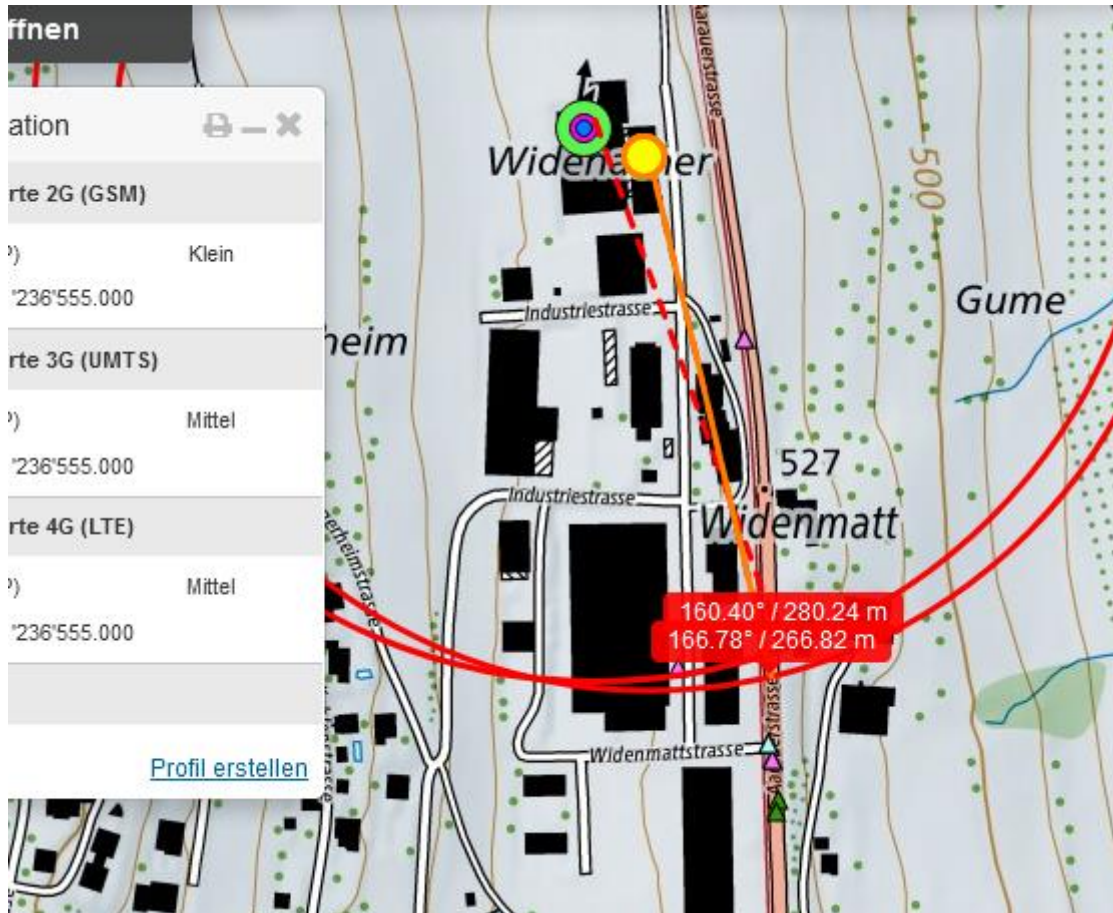 ffnen
ation
rte 2G (GSM)
P) Klein
'236'555.000
rte 3G (UMTS)
P) Mittel
'236'555.000
rte 4G (LTE)
P) Mittel
'236'555.000
Profil erstellen
arauerstrasse
500
Gume
Industriestrasse
heim
527
Industriestrasse
Widenmatt
gerheimstrasse
160.40° / 280.24 m
166.78° / 266.82 m
Widenmattstrasse